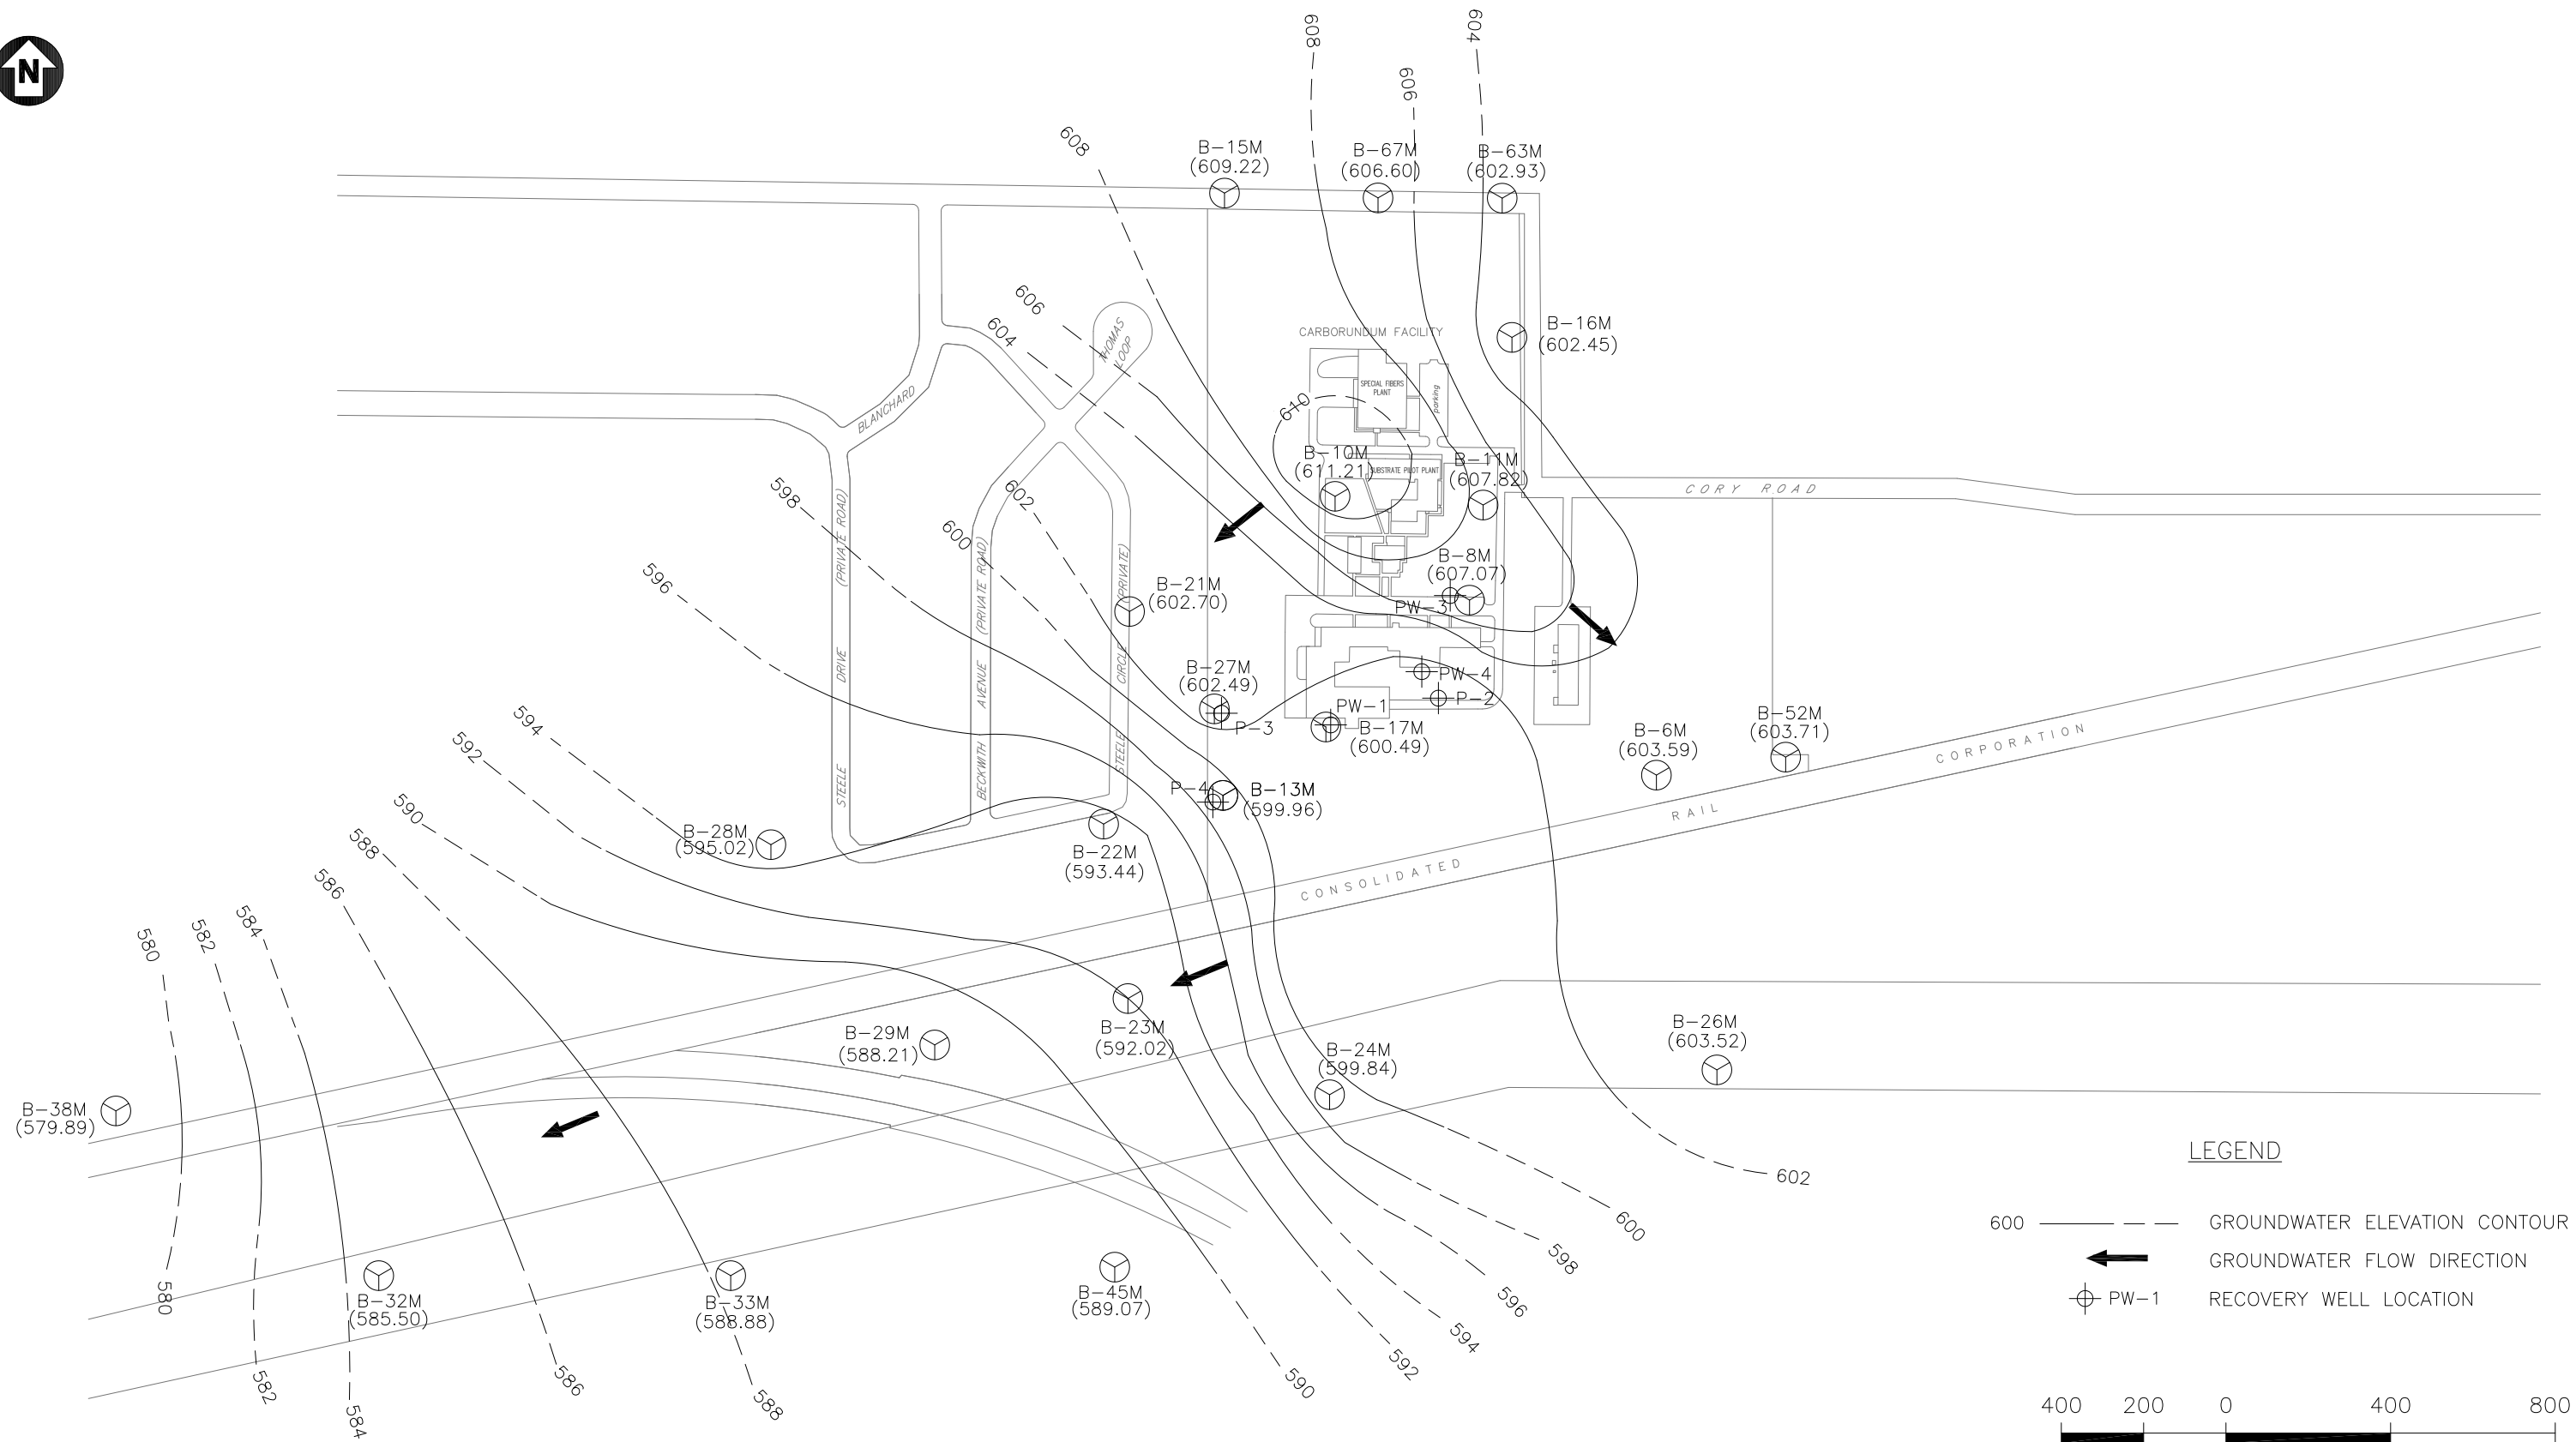 N
608
604
606
608
B-15M
(609.22)
B-67M
(606.60)
B-63M
(602.93)
606
604
THOMAS
LOOP
CARBORUNDUM FACILITY
B-16M
(602.45)
SPECIAL FIBERS
PLANT
parking
BLANCHARD
610
B-10M
(611.21)
SUBSTRATE PILOT PLANT
B-11M
(607.82)
CORY ROAD
598
602
600
596
STEELE DRIVE (PRIVATE ROAD)
BECKWITH AVENUE (PRIVATE ROAD)
STEELE CIRCLE (PRIVATE)
B-21M
(602.70)
B-8M
(607.07)
PW-3
B-27M
(602.49)
P-3
PW-4
P-2
PW-1
B-17M
(600.49)
B-6M
(603.59)
B-52M
(603.71)
594
592
590
588
586
584
582
580
P-4
B-13M
(599.96)
B-28M
(595.02)
B-22M
(593.44)
CONSOLIDATED RAIL CORPORATION
B-29M
(588.21)
B-23M
(592.02)
B-24M
(599.84)
B-26M
(603.52)
B-38M
(579.89)
602
600
598
596
594
592
590
588
586
584
582
580
B-32M
(585.50)
B-33M
(588.88)
B-45M
(589.07)
LEGEND
600 GROUNDWATER ELEVATION CONTOUR
GROUNDWATER FLOW DIRECTION
PW-1 RECOVERY WELL LOCATION
400 200 0 400 800